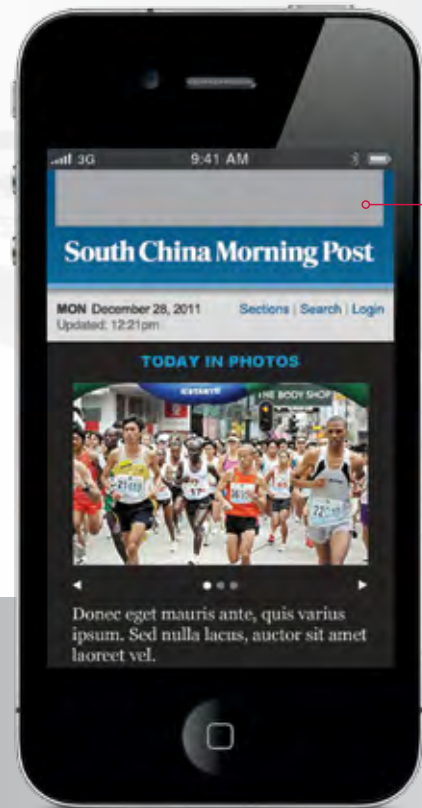 3G 9:41 AM
South China Morning Post
MON December 28, 2011 Sections | Search | Login
Updated: 12:21pm
TODAY IN PHOTOS
THE BODY SHOP
Donec eget mauris ante, quis varius
ipsum. Sed nulla lacus, auctor sit amet
laoreet vel.